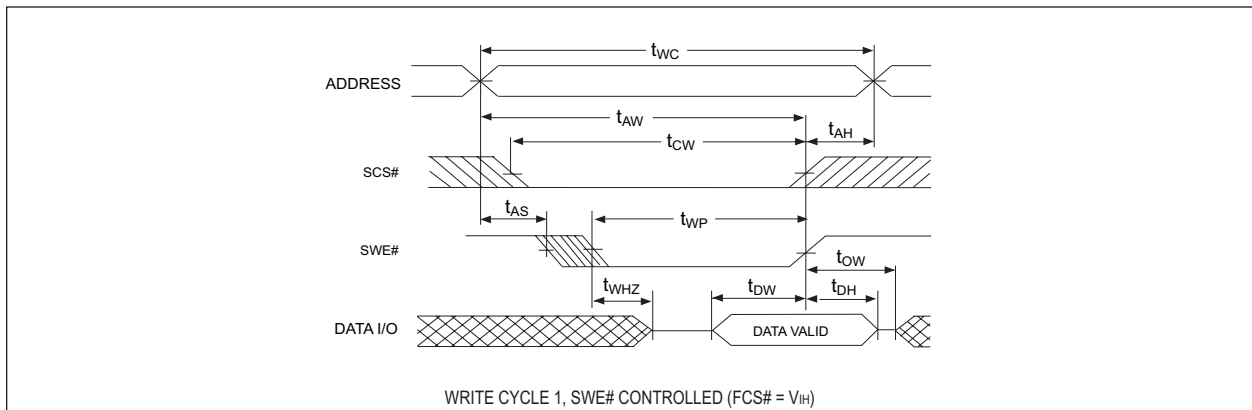 tWC
ADDRESS
tAW
tCW
tAH
SCS#
tAS
tWP
SWE#
tOW
tWHZ
tDW
tDH
DATA I/O
DATA VALID
WRITE CYCLE 1, SWE# CONTROLLED (FCS# = VIH)